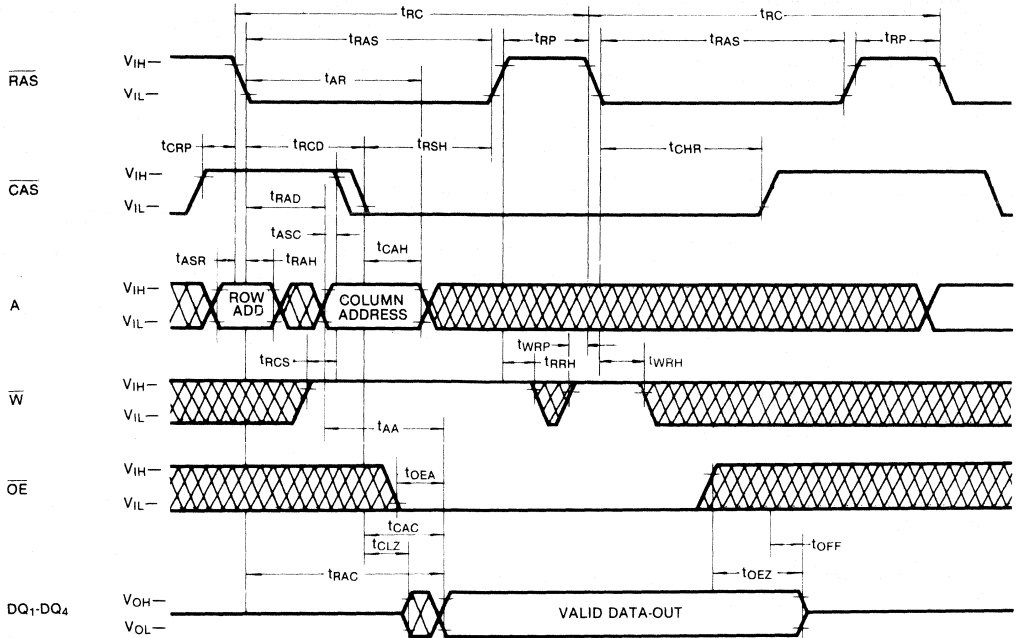 tRC tRC
tRAS tRP tRAS tRP
RAS VIH VIL tAR
tCRP tRCD tRSH tCHR
CAS VIH VIL tRAD
tASC
tASR tRAH tCAH
A VIH VIL ROW ADD COLUMN ADDRESS
tRCS tWRP tRRH tWRH
W VIH VIL
tAA
OE VIH VIL tOEA
tCAC
tCLZ tOFF
tRAC tOEZ
DQ1-DQ4 VOH VOL VALID DATA-OUT